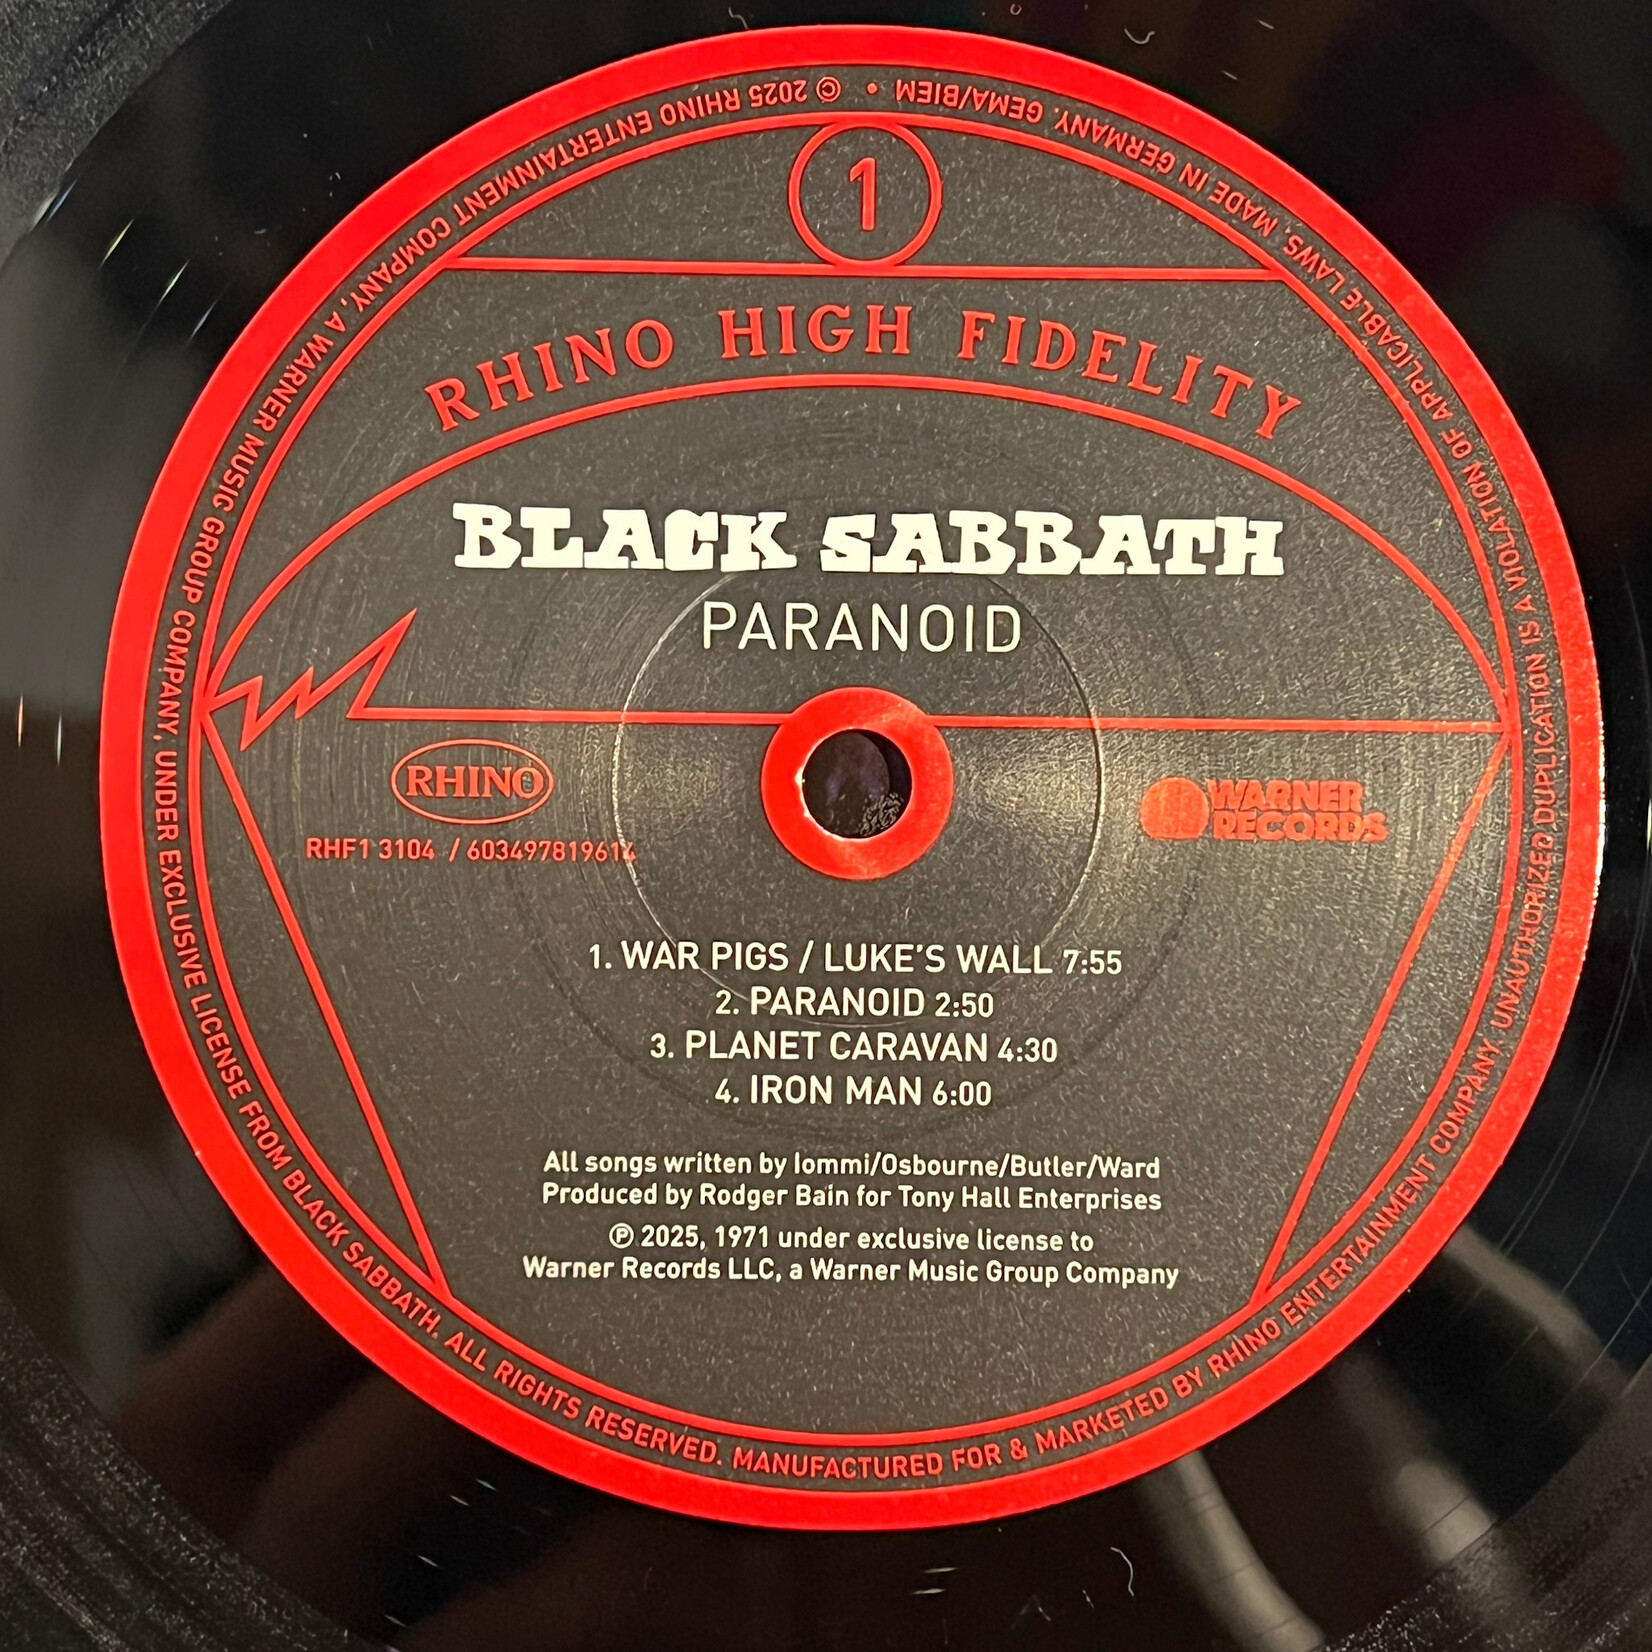 1
RHINO HIGH FIDELITY
BLACK SABBATH
PARANOID
RHINO
WARNER
RECORDS
RHF1 3104 / 603497819614
1. WAR PIGS / LUKE'S WALL 7:55
2. PARANOID 2:50
3. PLANET CARAVAN 4:30
4. IRON MAN 6:00
All songs written by Iommi/Osbourne/Butler/Ward
Produced by Rodger Bain for Tony Hall Enterprises
℗ 2025, 1971 under exclusive license to
Warner Records LLC, a Warner Music Group Company
© 2025 RHINO ENTERTAINMENT COMPANY, A WARNER MUSIC GROUP COMPANY, UNDER EXCLUSIVE LICENSE FROM BLACK SABBATH. ALL RIGHTS RESERVED. MANUFACTURED FOR & MARKETED BY RHINO ENTERTAINMENT COMPANY. UNAUTHORIZED DUPLICATION IS A VIOLATION OF APPLICABLE LAWS. MADE IN GERMANY. GEMA/BIEM •